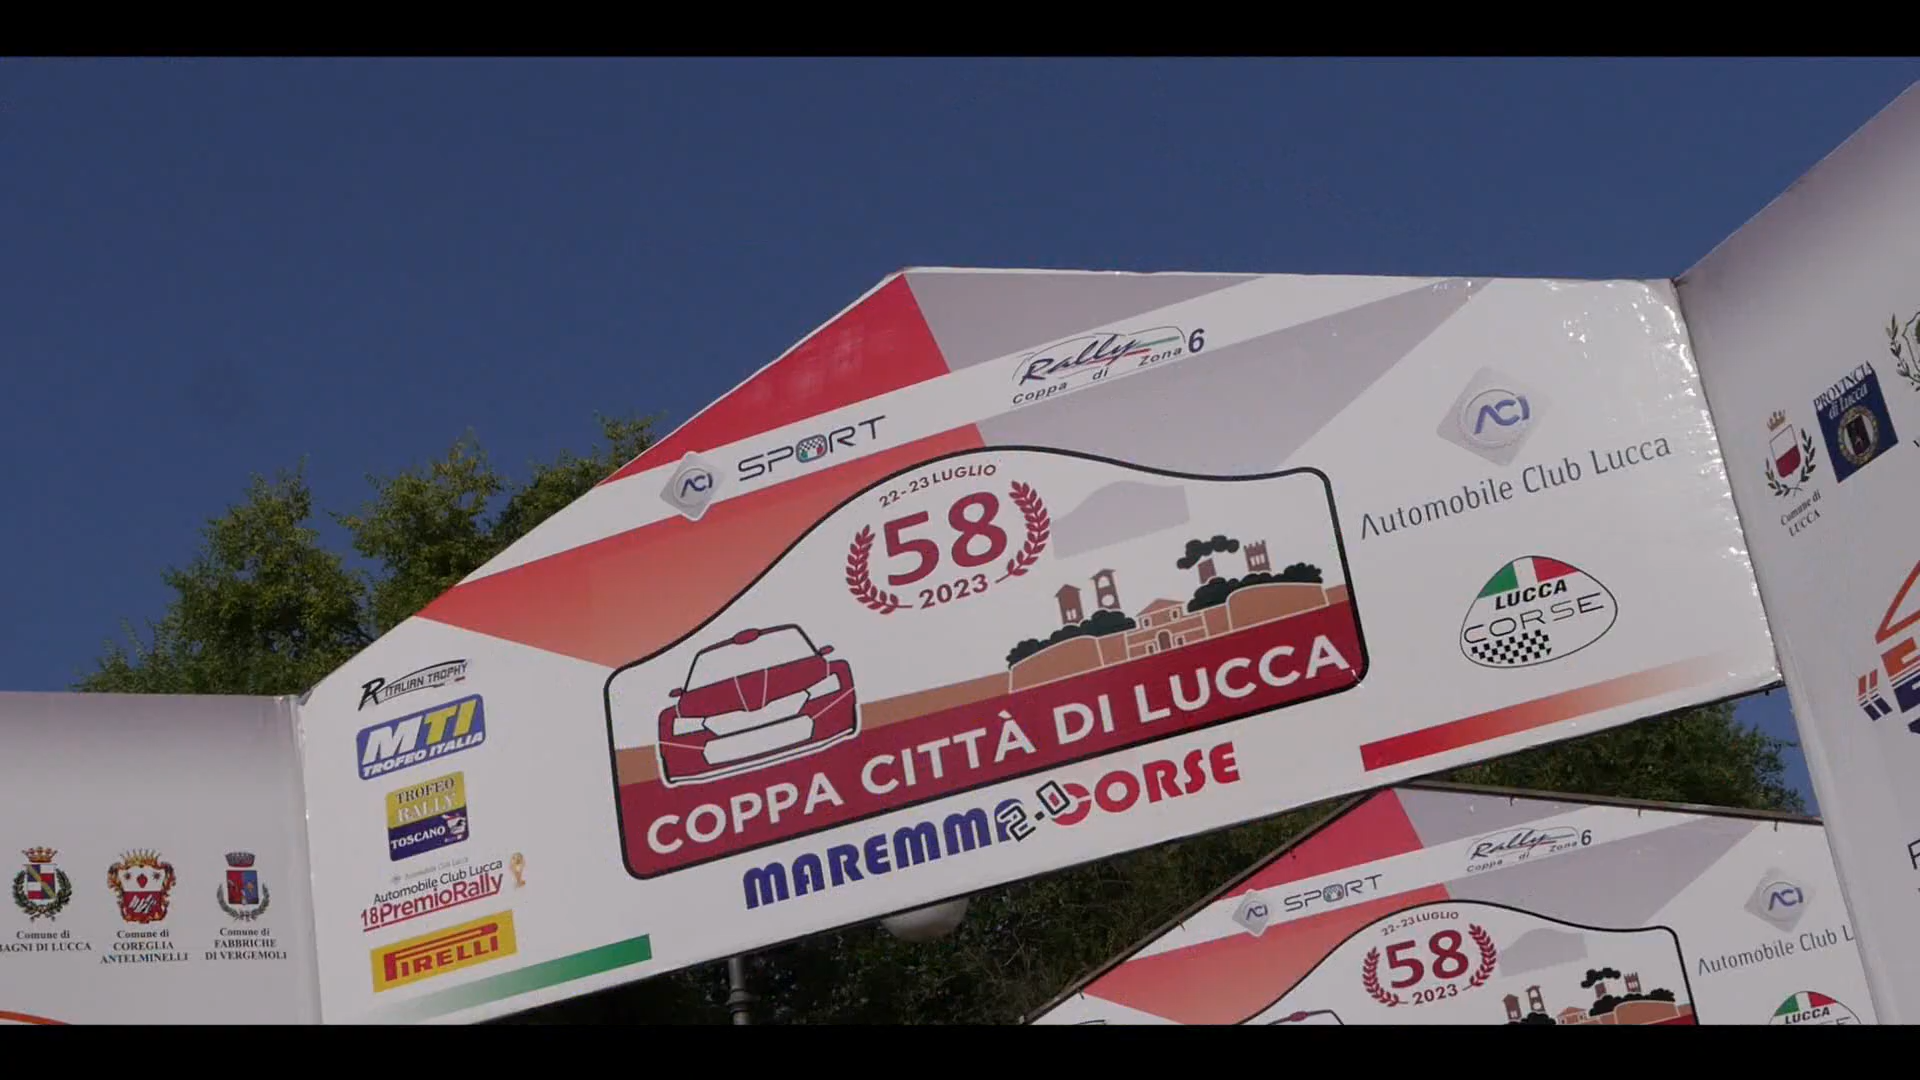 Rally 6
Coppa di Zona
ACI SPORT
22-23 LUGLIO
58
2023
COPPA CITTÀ DI LUCCA
MAREMMA 2.0 CORSE
ACI
Automobile Club Lucca
LUCCA
CORSE
R ITALIAN TROPHY
MTI
TROFEO ITALIA
TROFEO
RALLY
TOSCANO
Automobile Club Lucca
Automobile Club Lucca
18PremioRally
PIRELLI
Comune di
BAGNI DI LUCCA
Comune di
COREGLIA
ANTELMINELLI
Comune di
FABBRICHE
DI VERGEMOLI
Comune di
LUCCA
PROVINCIA
di Lucca
Rally 6
Coppa di Zona
ACI SPORT
22-23 LUGLIO
58
2023
ACI
Automobile Club L
LUCCA